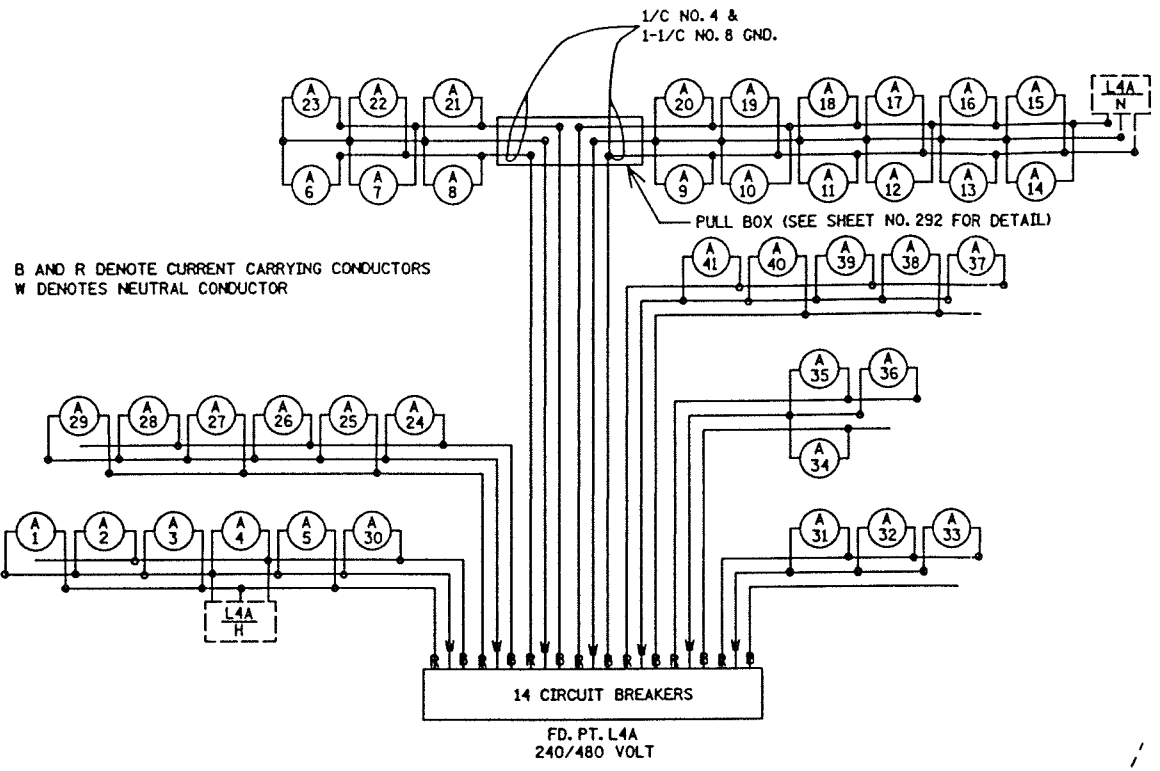 1/C NO. 4 &
1-1/C NO. 8 GND.
A 23
A 22
A 21
A 20
A 19
A 18
A 17
A 16
A 15
L4A
N
A 6
A 7
A 8
A 9
A 10
A 11
A 12
A 13
A 14
PULL BOX (SEE SHEET NO. 292 FOR DETAIL)
B AND R DENOTE CURRENT CARRYING CONDUCTORS
W DENOTES NEUTRAL CONDUCTOR
A 41
A 40
A 39
A 38
A 37
A 35
A 36
A 34
A 29
A 28
A 27
A 26
A 25
A 24
A 1
A 2
A 3
A 4
A 5
A 30
A 31
A 32
A 33
L4A
H
R W B R W B R W B R W B R W B R W B R W B
14 CIRCUIT BREAKERS
FD. PT. L4A
240/480 VOLT